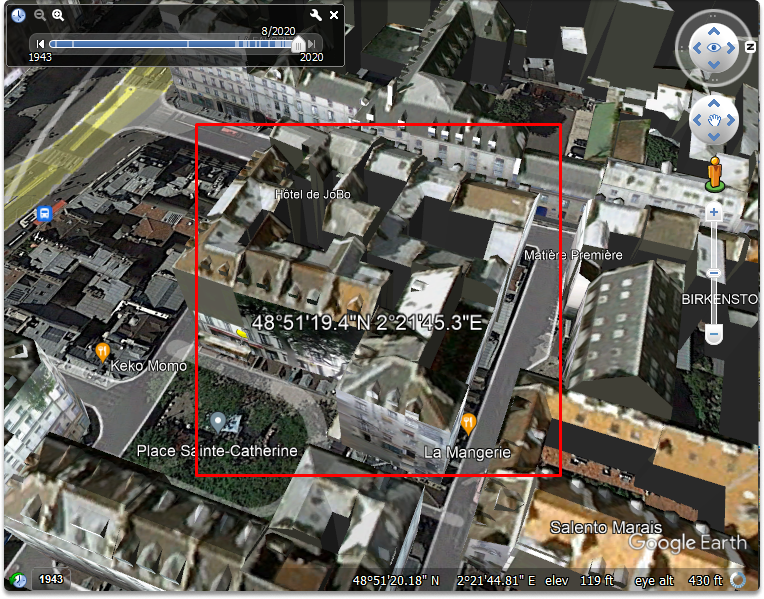 8/2020
1943
2020
N
Hôtel de JoBo
Matière Première
BIRKENSTO
48°51'19.4"N 2°21'45.3"E
Keko Momo
Place Sainte-Catherine
La Mangerie
Salento Marais
Google Earth
1943
48°51'20.18" N 2°21'44.81" E elev 119 ft eye alt 430 ft